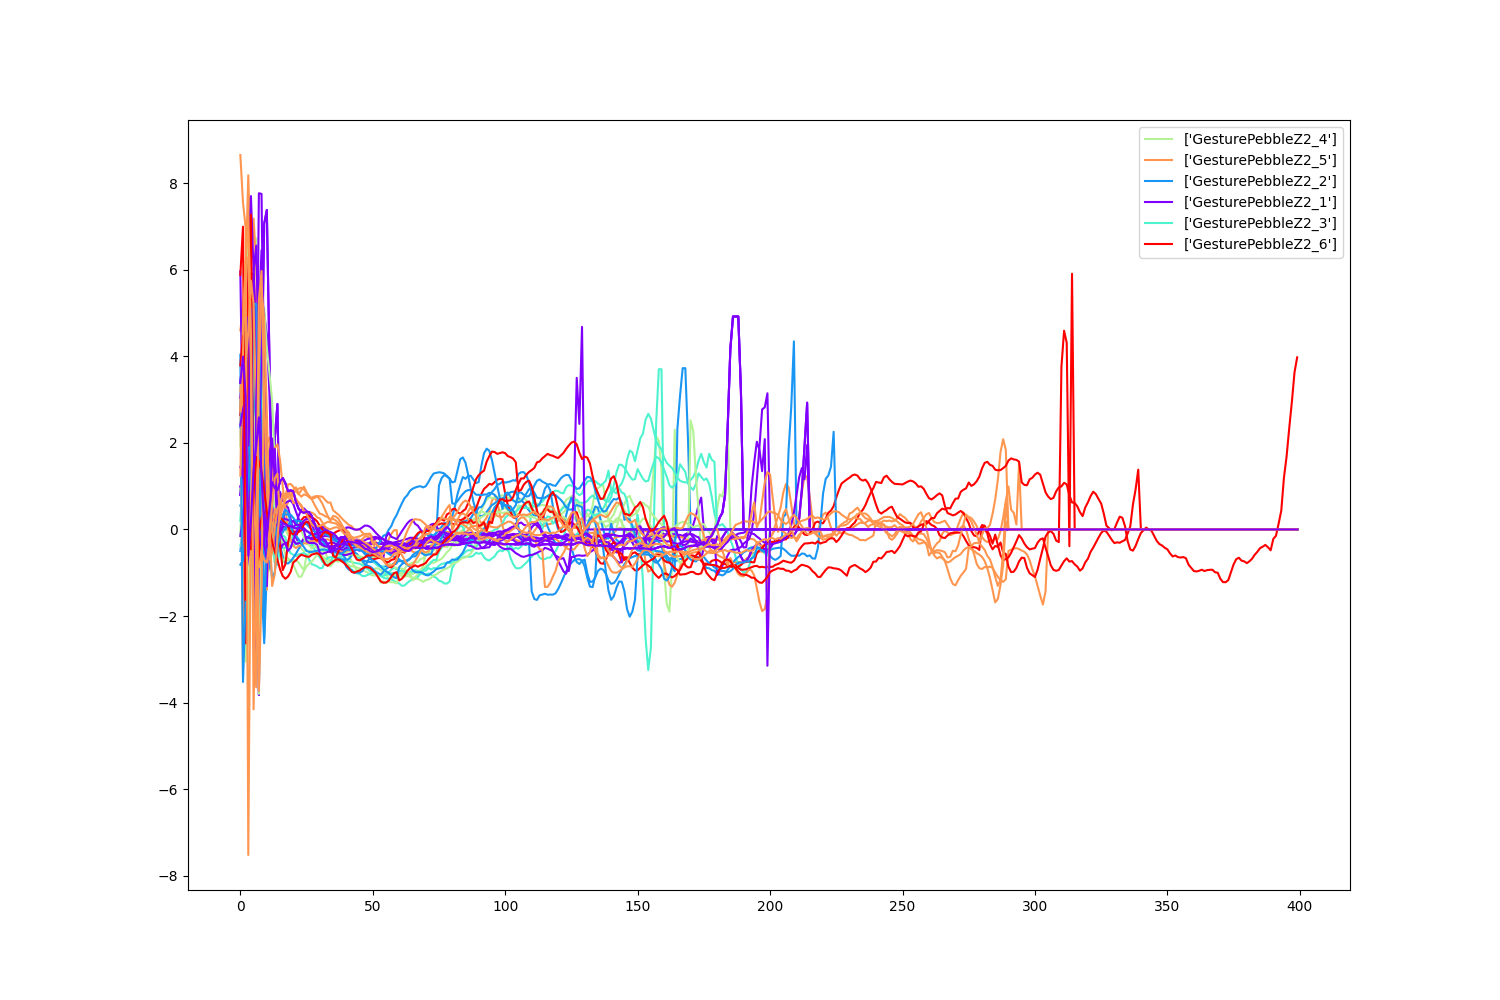 ['GesturePebbleZ2_4']
['GesturePebbleZ2_5']
['GesturePebbleZ2_2']
['GesturePebbleZ2_1']
['GesturePebbleZ2_3']
['GesturePebbleZ2_6']
8
6
4
2
0
−2
−4
−6
−8
0 50 100 150 200 250 300 350 400